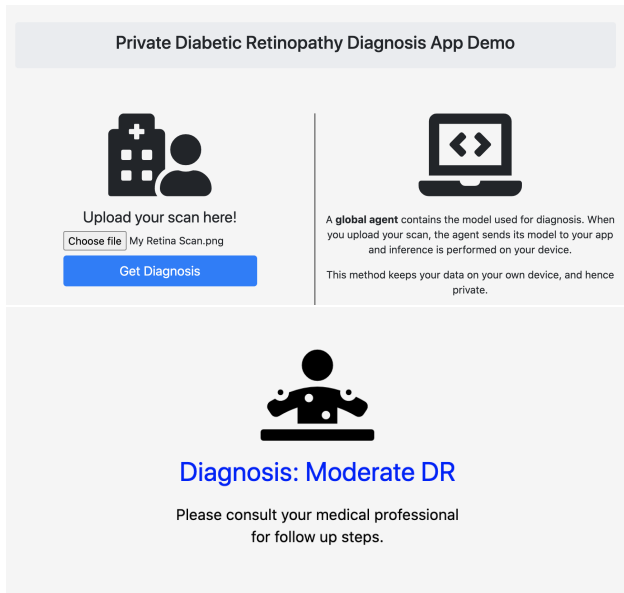 Private Diabetic Retinopathy Diagnosis App Demo
Upload your scan here!
Choose file My Retina Scan.png
Get Diagnosis
A global agent contains the model used for diagnosis. When
you upload your scan, the agent sends its model to your app
and inference is performed on your device.
This method keeps your data on your own device, and hence
private.
Diagnosis: Moderate DR
Please consult your medical professional
for follow up steps.